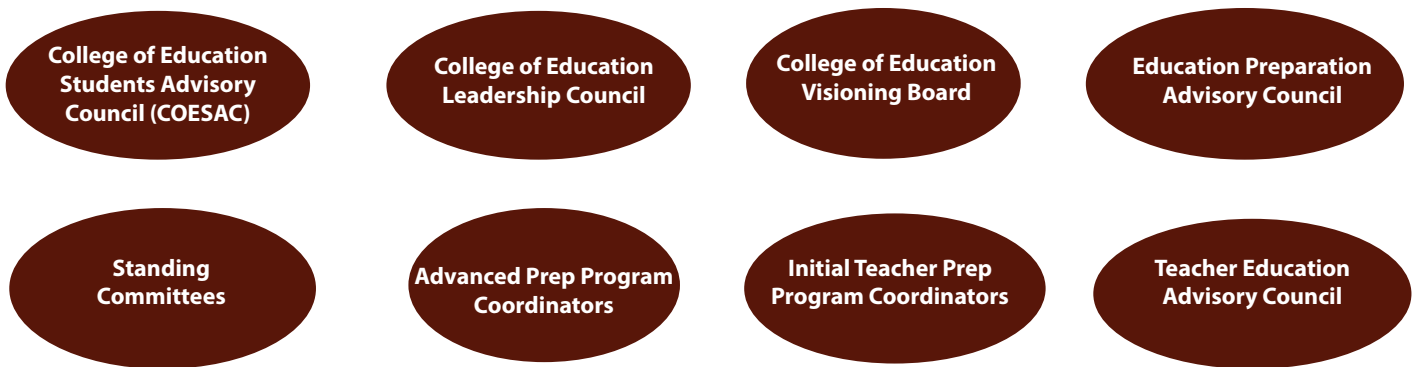 College of Education
Students Advisory
Council (COESAC)
College of Education
Leadership Council
College of Education
Visioning Board
Education Preparation
Advisory Council
Standing
Committees
Advanced Prep Program
Coordinators
Initial Teacher Prep
Program Coordinators
Teacher Education
Advisory Council